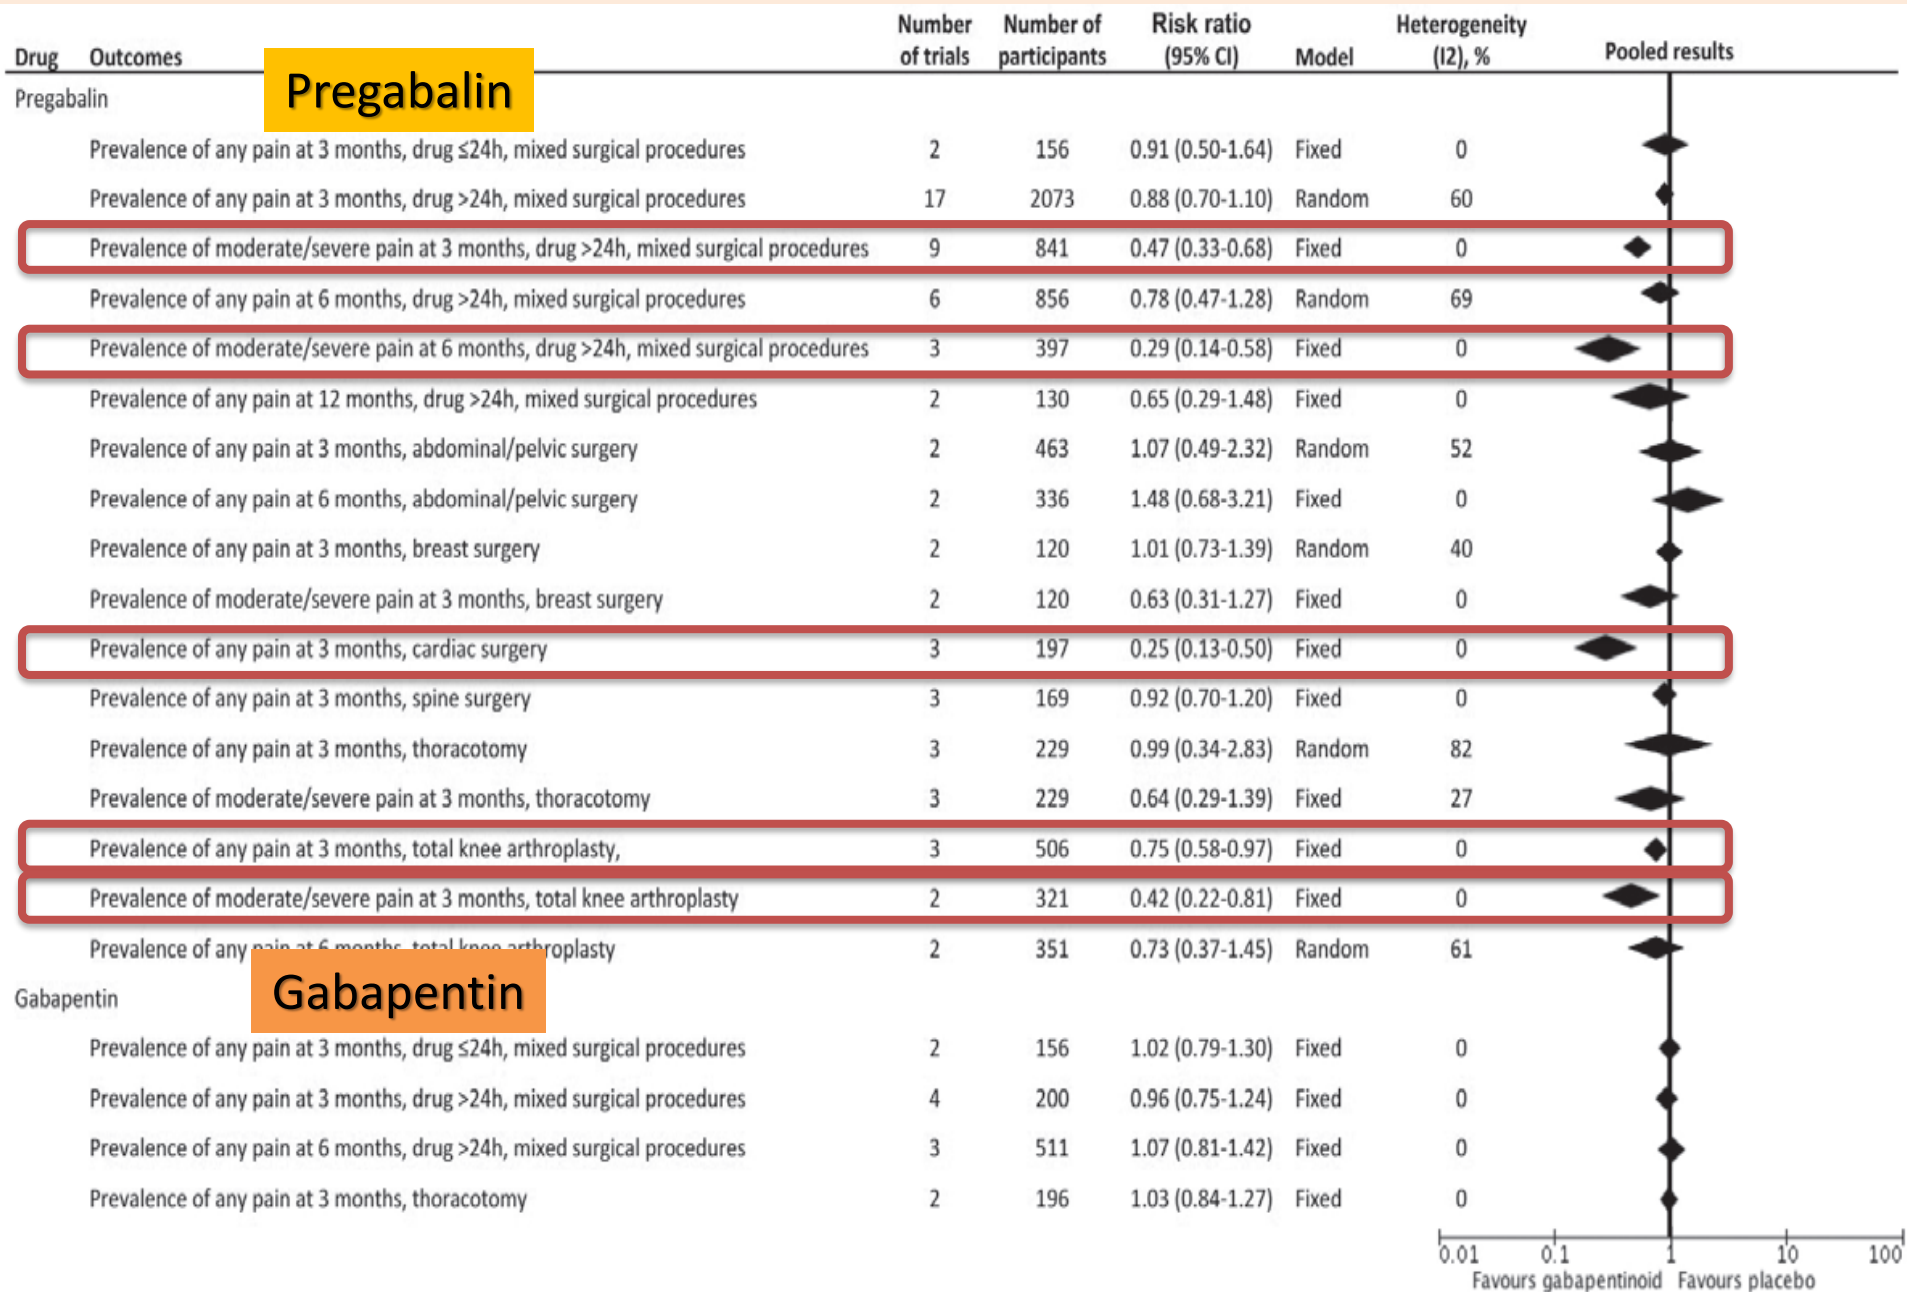 Drug Outcomes Number of trials Number of participants Risk ratio (95% CI) Model Heterogeneity (I2), % Pooled results
Pregabalin
Pregabalin
Prevalence of any pain at 3 months, drug ≤24h, mixed surgical procedures 2 156 0.91 (0.50-1.64) Fixed 0
Prevalence of any pain at 3 months, drug >24h, mixed surgical procedures 17 2073 0.88 (0.70-1.10) Random 60
Prevalence of moderate/severe pain at 3 months, drug >24h, mixed surgical procedures 9 841 0.47 (0.33-0.68) Fixed 0
Prevalence of any pain at 6 months, drug >24h, mixed surgical procedures 6 856 0.78 (0.47-1.28) Random 69
Prevalence of moderate/severe pain at 6 months, drug >24h, mixed surgical procedures 3 397 0.29 (0.14-0.58) Fixed 0
Prevalence of any pain at 12 months, drug >24h, mixed surgical procedures 2 130 0.65 (0.29-1.48) Fixed 0
Prevalence of any pain at 3 months, abdominal/pelvic surgery 2 463 1.07 (0.49-2.32) Random 52
Prevalence of any pain at 6 months, abdominal/pelvic surgery 2 336 1.48 (0.68-3.21) Fixed 0
Prevalence of any pain at 3 months, breast surgery 2 120 1.01 (0.73-1.39) Random 40
Prevalence of moderate/severe pain at 3 months, breast surgery 2 120 0.63 (0.31-1.27) Fixed 0
Prevalence of any pain at 3 months, cardiac surgery 3 197 0.25 (0.13-0.50) Fixed 0
Prevalence of any pain at 3 months, spine surgery 3 169 0.92 (0.70-1.20) Fixed 0
Prevalence of any pain at 3 months, thoracotomy 3 229 0.99 (0.34-2.83) Random 82
Prevalence of moderate/severe pain at 3 months, thoracotomy 3 229 0.64 (0.29-1.39) Fixed 27
Prevalence of any pain at 3 months, total knee arthroplasty, 3 506 0.75 (0.58-0.97) Fixed 0
Prevalence of moderate/severe pain at 3 months, total knee arthroplasty 2 321 0.42 (0.22-0.81) Fixed 0
Prevalence of any pain at 6 months, total knee arthroplasty 2 351 0.73 (0.37-1.45) Random 61
Gabapentin
Gabapentin
Prevalence of any pain at 3 months, drug ≤24h, mixed surgical procedures 2 156 1.02 (0.79-1.30) Fixed 0
Prevalence of any pain at 3 months, drug >24h, mixed surgical procedures 4 200 0.96 (0.75-1.24) Fixed 0
Prevalence of any pain at 6 months, drug >24h, mixed surgical procedures 3 511 1.07 (0.81-1.42) Fixed 0
Prevalence of any pain at 3 months, thoracotomy 2 196 1.03 (0.84-1.27) Fixed 0
0.01 0.1 1 10 100
Favours gabapentinoid Favours placebo